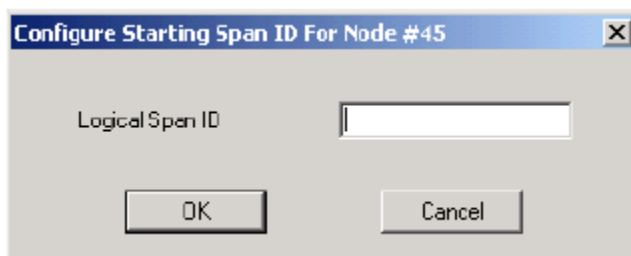 Configure Starting Span ID For Node #45
Logical Span ID
OK
Cancel